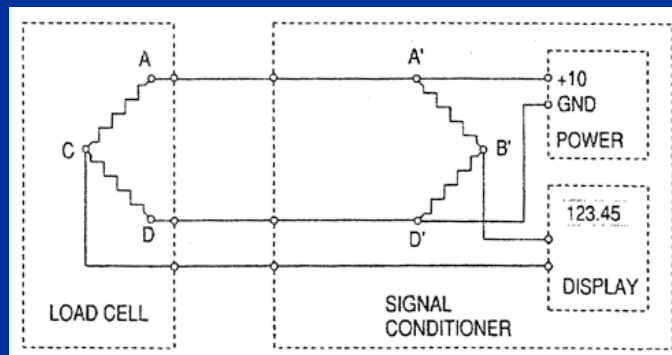 A
A'
+10
GND
POWER
C
B'
123.45
D
D'
DISPLAY
LOAD CELL
SIGNAL
CONDITIONER